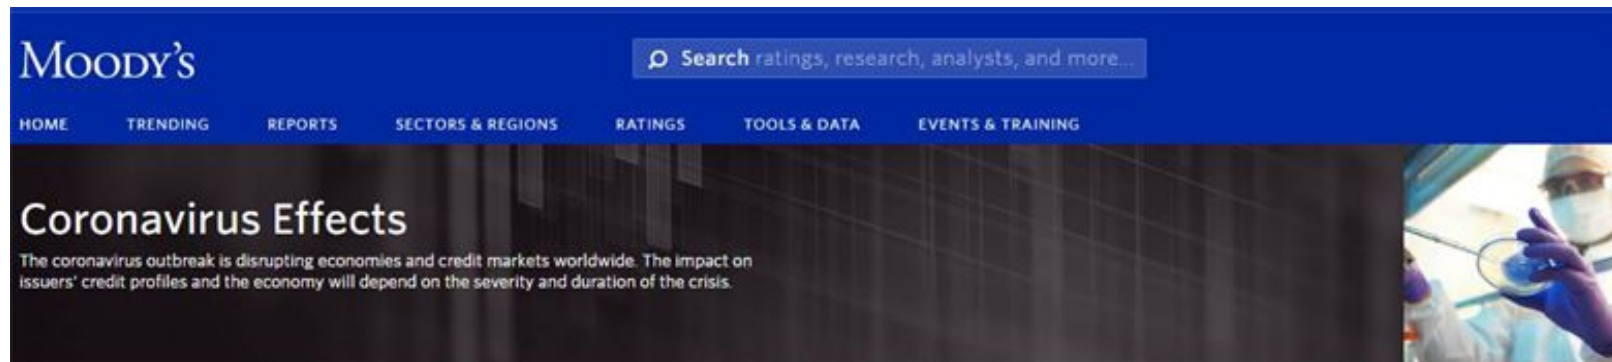 Moody's
Search ratings, research, analysts, and more...
HOME TRENDING REPORTS SECTORS & REGIONS RATINGS TOOLS & DATA EVENTS & TRAINING
Coronavirus Effects
The coronavirus outbreak is disrupting economies and credit markets worldwide. The impact on
issuers' credit profiles and the economy will depend on the severity and duration of the crisis.